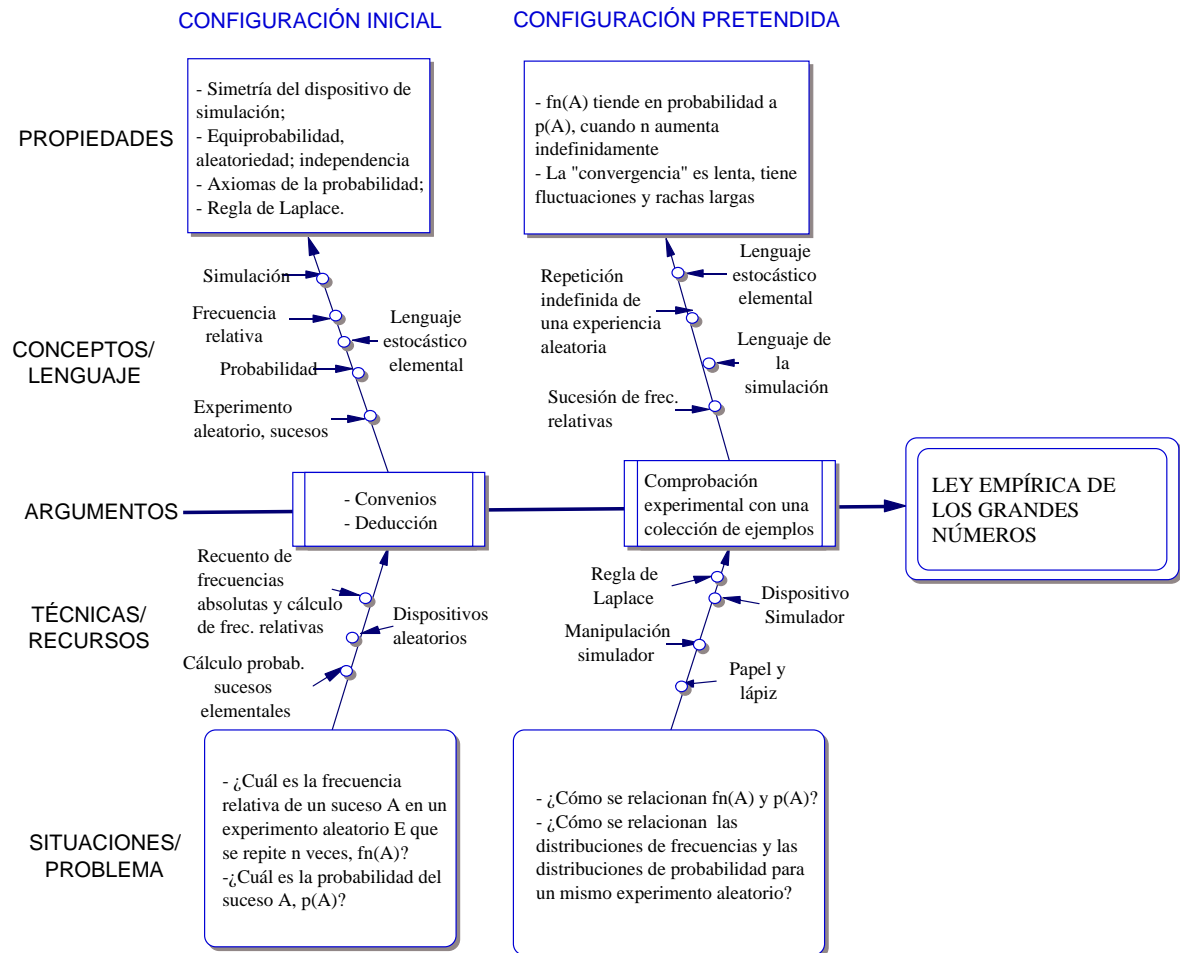 CONFIGURACIÓN INICIAL
CONFIGURACIÓN PRETENDIDA
PROPIEDADES
- Simetría del dispositivo de
simulación;
- Equiprobabilidad,
aleatoriedad; independencia
- Axiomas de la probabilidad;
- Regla de Laplace.
- fn(A) tiende en probabilidad a
p(A), cuando n aumenta
indefinidamente
- La "convergencia" es lenta, tiene
fluctuaciones y rachas largas
CONCEPTOS/
LENGUAJE
Simulación
Frecuencia
relativa
Lenguaje
estocástico
elemental
Probabilidad
Experimento
aleatorio, sucesos
Lenguaje
estocástico
elemental
Repetición
indefinida de
una experiencia
aleatoria
Lenguaje de
la
simulación
Sucesión de frec.
relativas
ARGUMENTOS
- Convenios
- Deducción
Comprobación
experimental con una
colección de ejemplos
LEY EMPÍRICA DE
LOS GRANDES
NÚMEROS
TÉCNICAS/
RECURSOS
Recuento de
frecuencias
absolutas y cálculo
de frec. relativas
Dispositivos
aleatorios
Cálculo probab.
sucesos
elementales
Regla de
Laplace
Dispositivo
Simulador
Manipulación
simulador
Papel y
lápiz
SITUACIONES/
PROBLEMA
- ¿Cuál es la frecuencia
relativa de un suceso A en un
experimento aleatorio E que
se repite n veces, fn(A)?
-¿Cuál es la probabilidad del
suceso A, p(A)?
- ¿Cómo se relacionan fn(A) y p(A)?
- ¿Cómo se relacionan las
distribuciones de frecuencias y las
distribuciones de probabilidad para
un mismo experimento aleatorio?